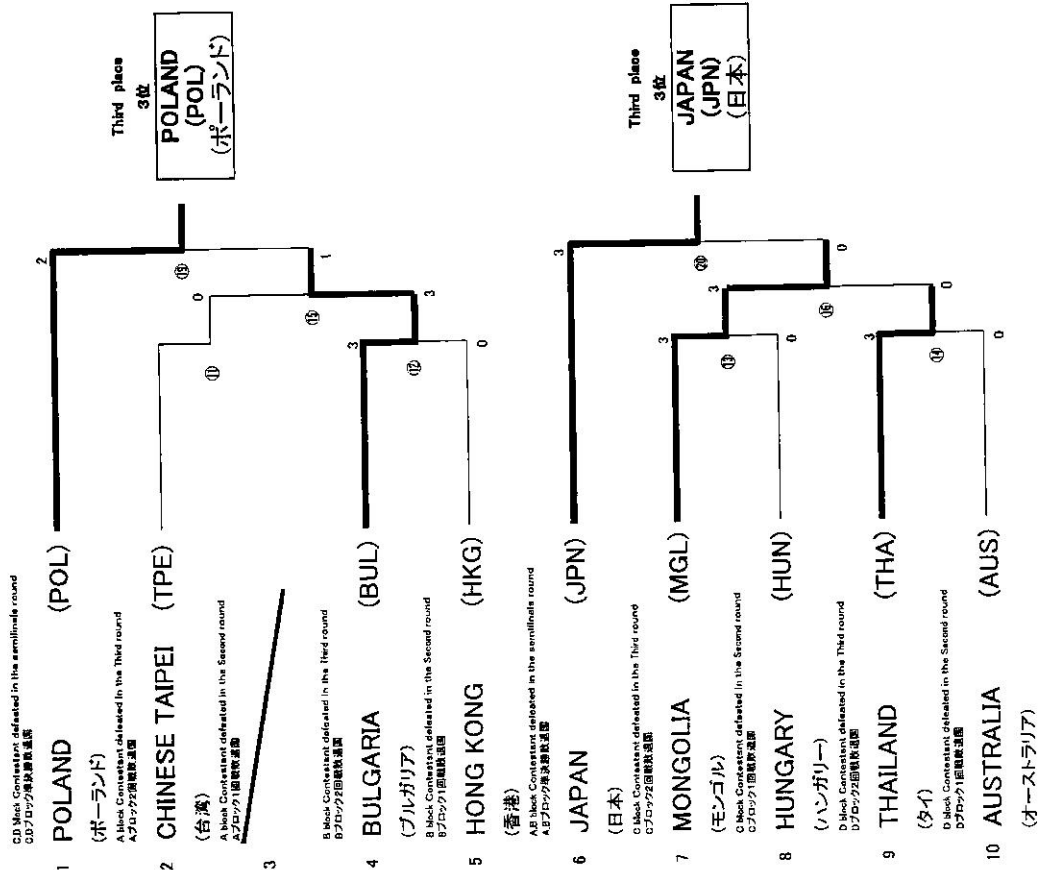 C.D block Contestant defeated in the semifinals round
C.Dブロック準決勝敗退国
1 POLAND (POL)
(ポーランド)
A block Contestant defeated in the Third round
Aブロック2回戦敗退国
2 CHINESE TAIPEI (TPE)
(台湾)
A block Contestant defeated in the Second round
Aブロック1回戦敗退国
3
B block Contestant defeated in the Third round
Bブロック2回戦敗退国
4 BULGARIA (BUL)
(ブルガリア)
B block Contestant defeated in the Second round
Bブロック1回戦敗退国
5 HONG KONG (HKG)
(香港)
A.B block Contestant defeated in the semifinals round
A.Bブロック準決勝敗退国
6 JAPAN (JPN)
(日本)
C block Contestant defeated in the Third round
Cブロック2回戦敗退国
7 MONGOLIA (MGL)
(モンゴル)
C block Contestant defeated in the Second round
Cブロック1回戦敗退国
8 HUNGARY (HUN)
(ハンガリー)
D block Contestant defeated in the Third round
Dブロック2回戦敗退国
9 THAILAND (THA)
(タイ)
D block Contestant defeated in the Second round
Dブロック1回戦敗退国
10 AUSTRALIA (AUS)
(オーストラリア)
2
⑲
1
0
⑪
⑮
3
3
⑫
0
Third place
3位
POLAND
(POL)
(ポーランド)
3
⑳
0
3
3
⑬
0
⑯
0
3
⑭
0
Third place
3位
JAPAN
(JPN)
(日本)